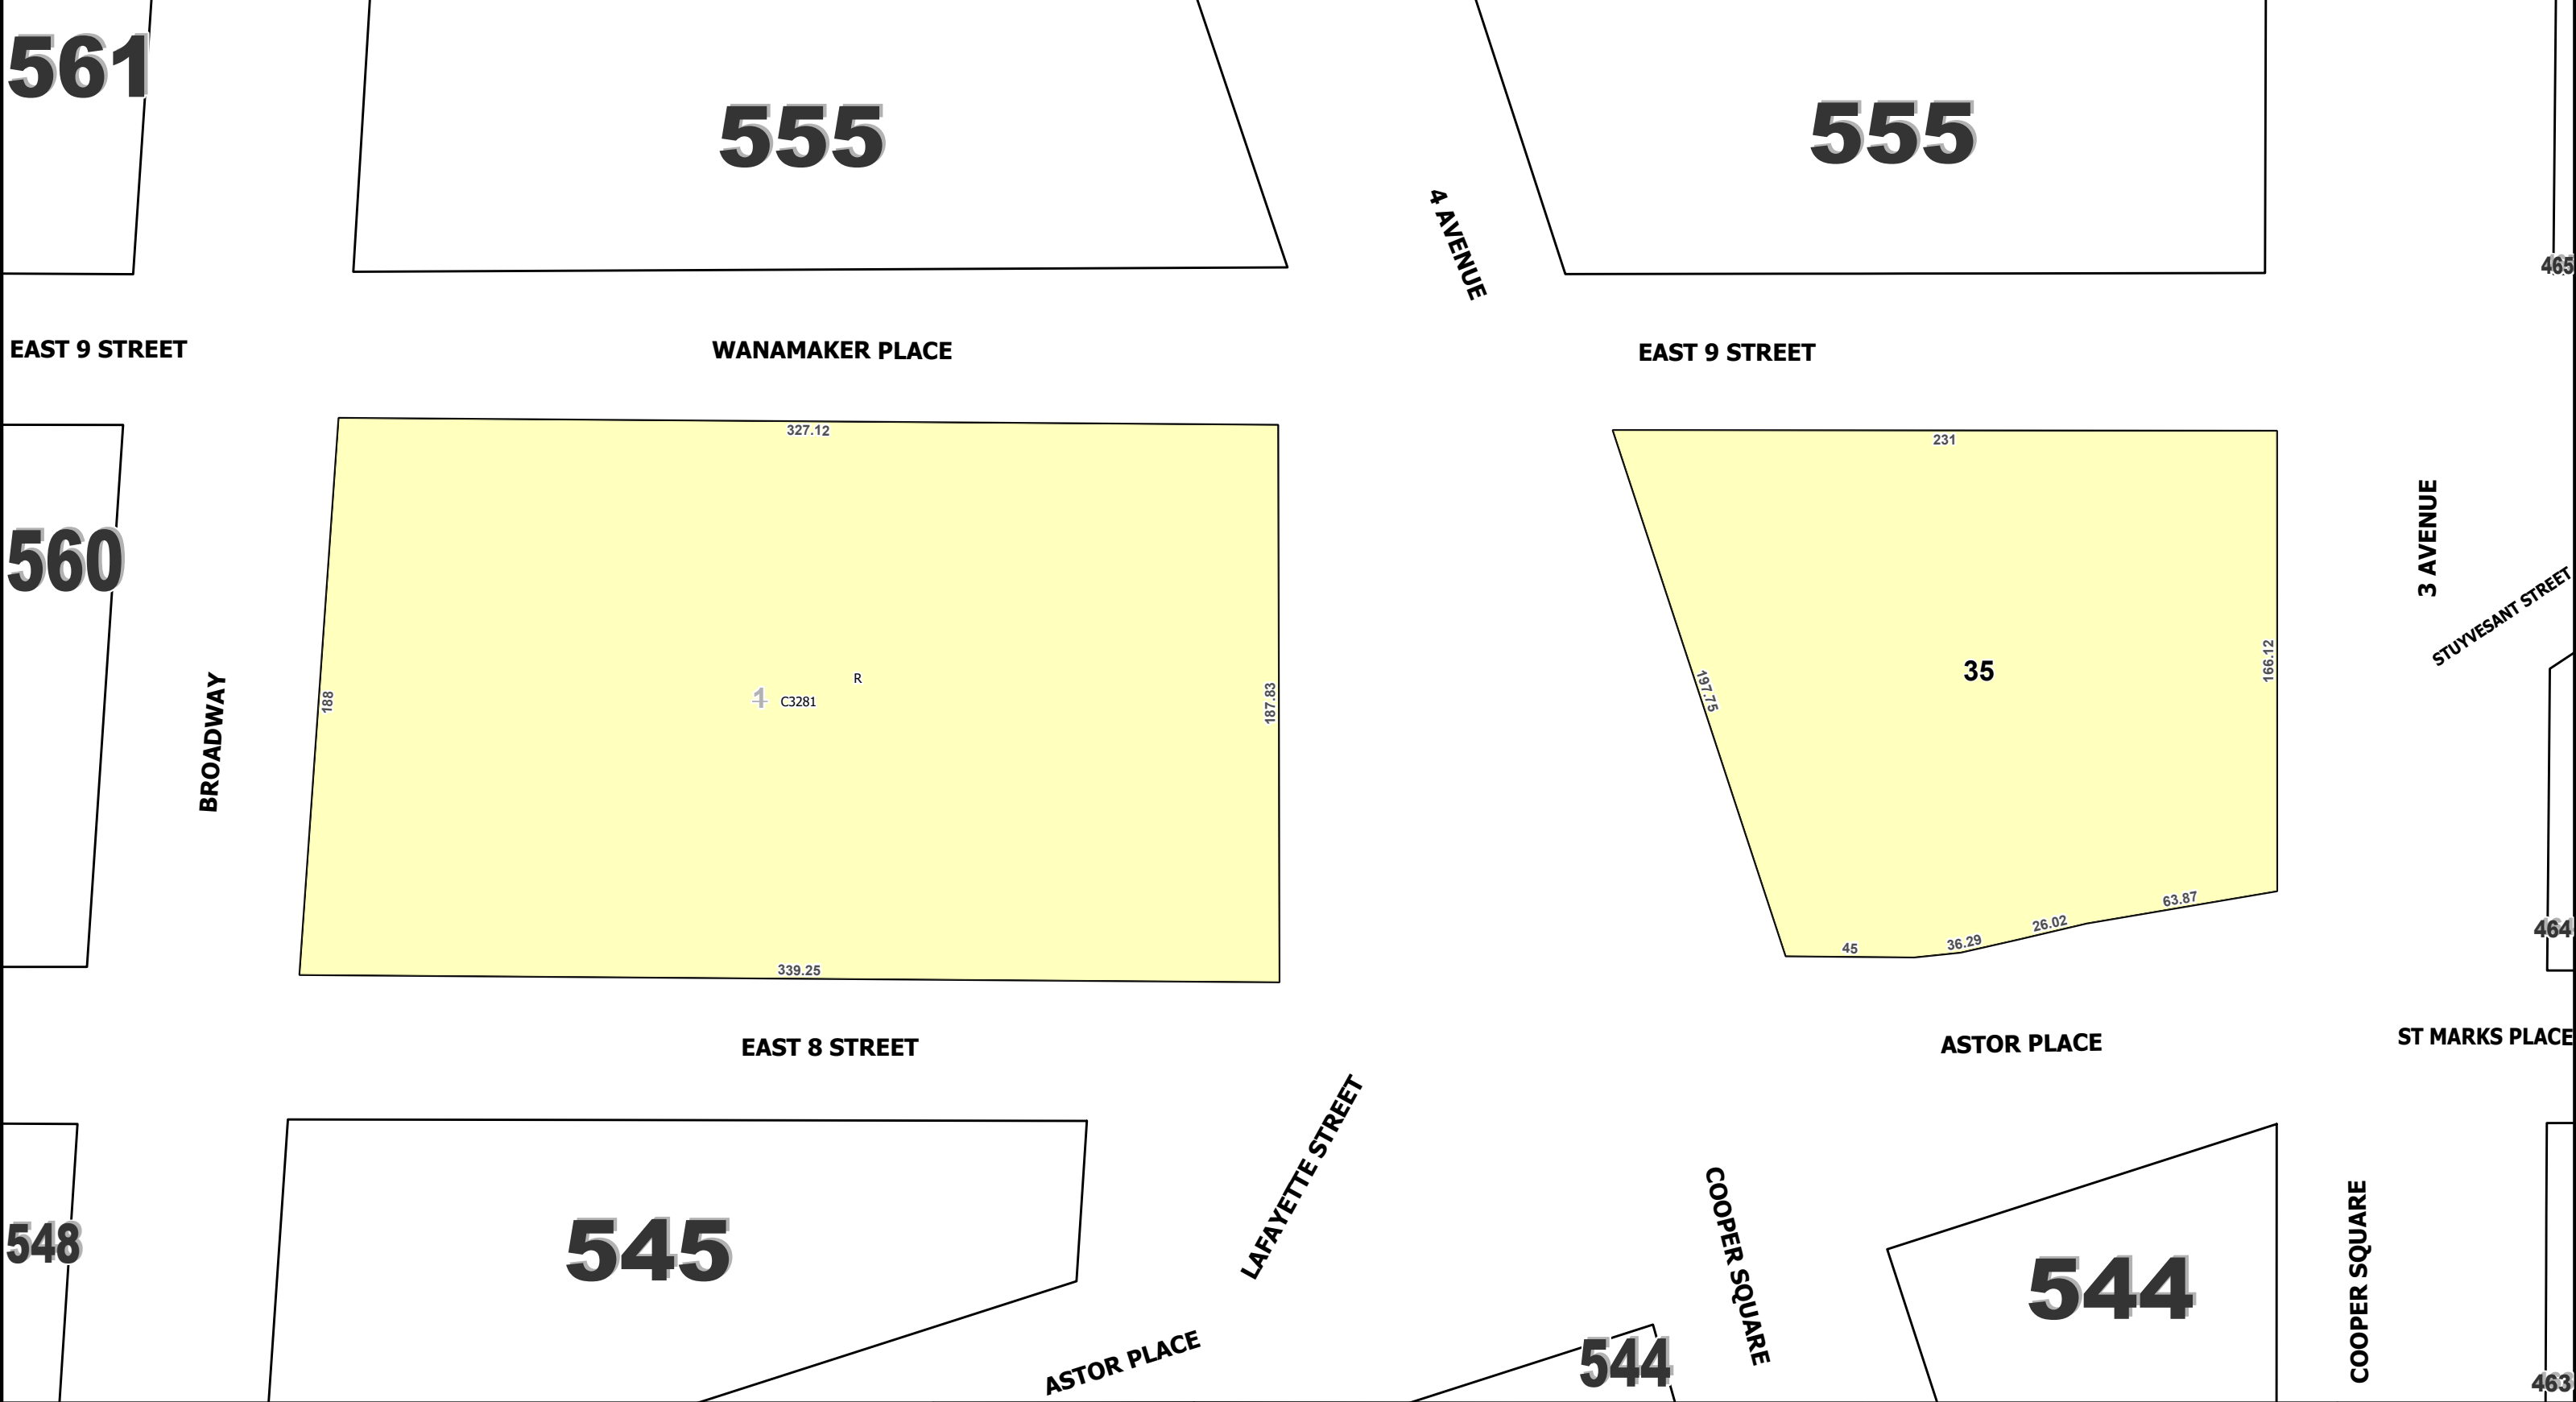 561
555
555
4 AVENUE
465
EAST 9 STREET
WANAMAKER PLACE
EAST 9 STREET
327.12
231
560
3 AVENUE
STUYVESANT STREET
188
BROADWAY
R
1 C3281
187.83
197.75
35
166.12
339.25
45
36.29
26.02
63.87
464
EAST 8 STREET
ASTOR PLACE
ST MARKS PLACE
LAFAYETTE STREET
548
545
COOPER SQUARE
544
COOPER SQUARE
ASTOR PLACE
544
463